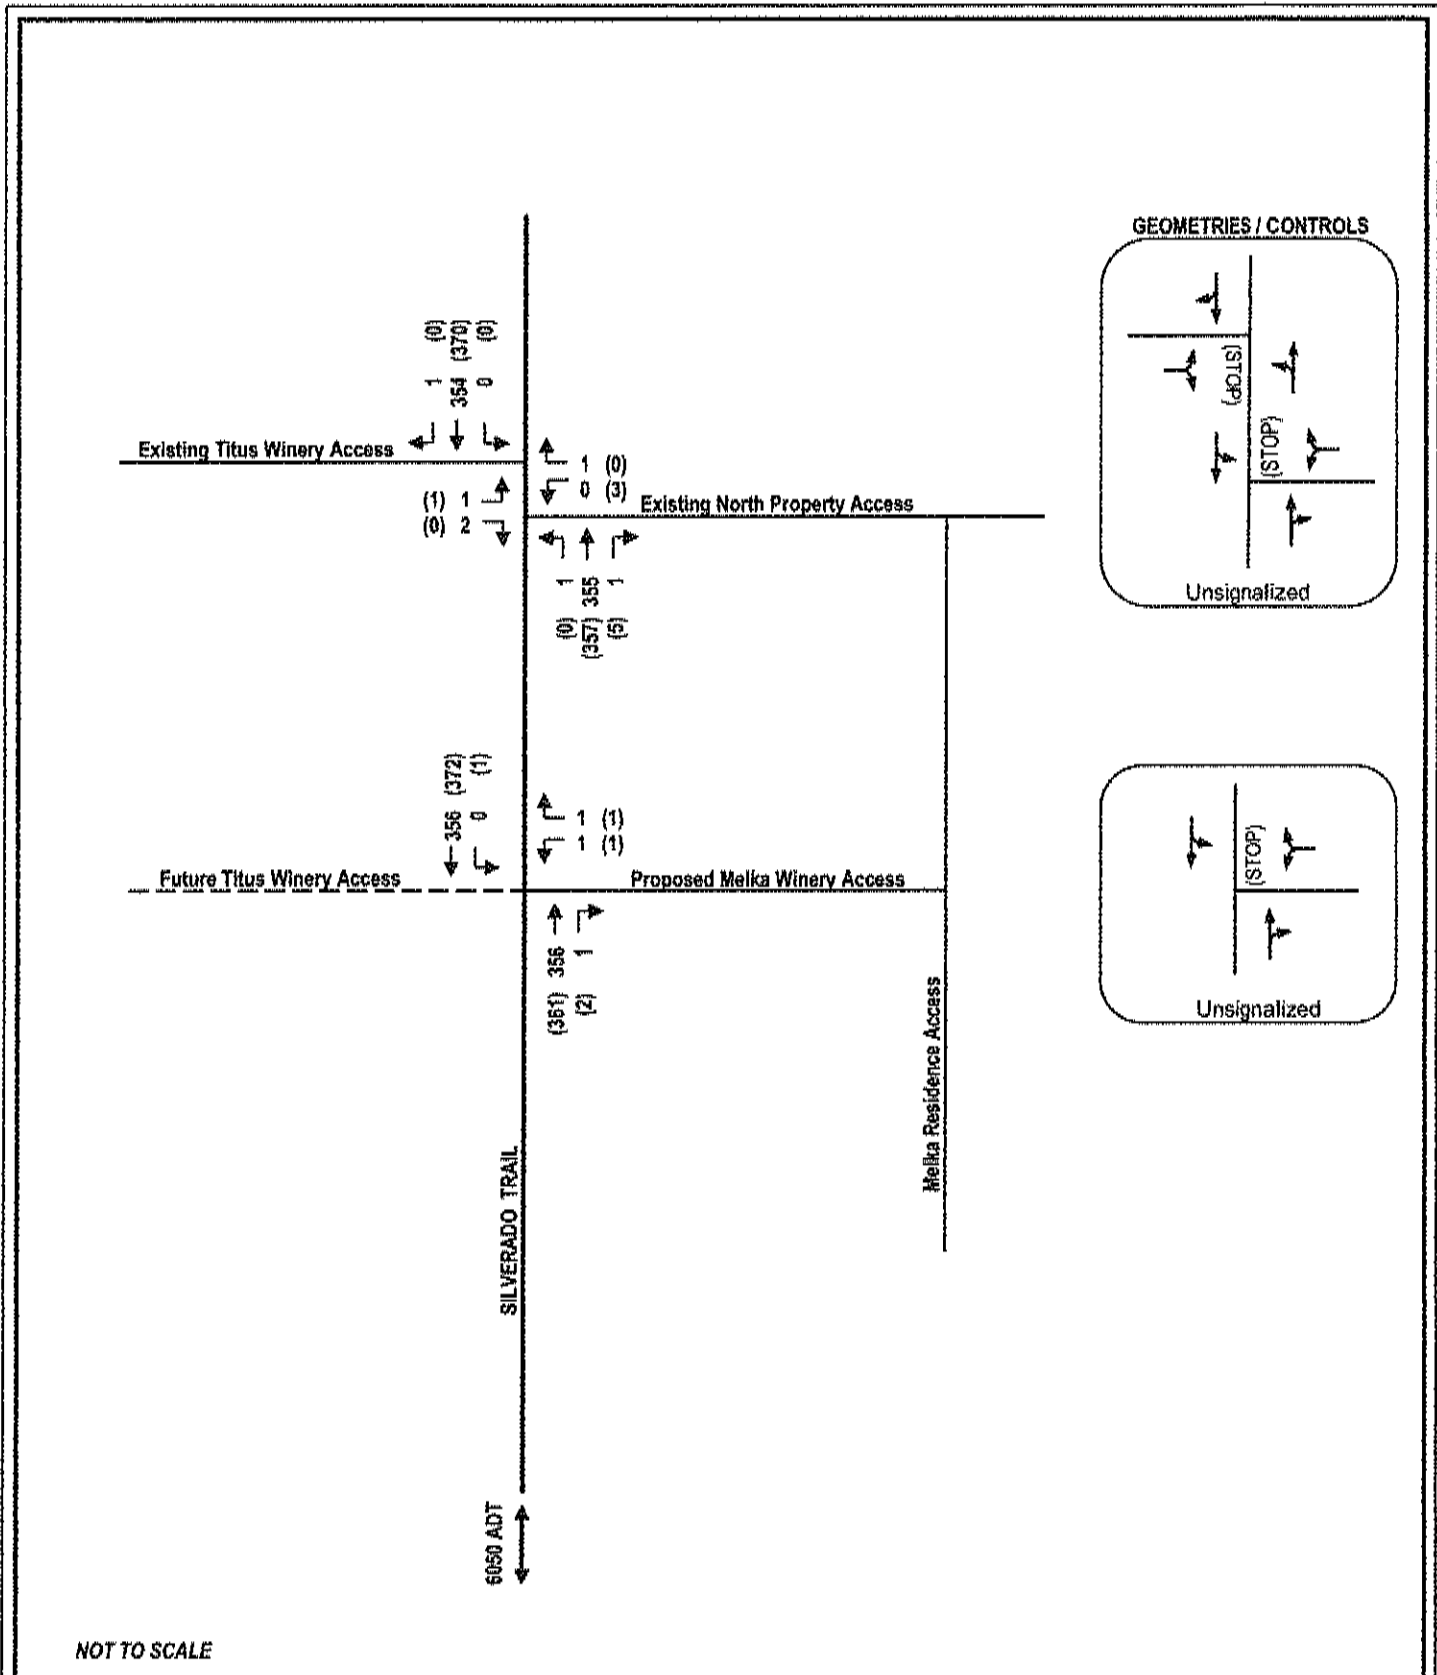 GEOMETRIES / CONTROLS
1 (0)
354 (370)
0 (0)
Existing Titus Winery Access
1 (0)
0 (3)
(1) 1
(0) 2
Existing North Property Access
(0) 1
(357) 355
(5) 1
(STOP)
(STOP)
Unsignalized
356 (372)
0 (1)
1 (1)
1 (1)
Future Titus Winery Access
Proposed Melka Winery Access
(361) 356
(2) 1
(STOP)
Unsignalized
Melka Residence Access
SILVERADO TRAIL
6050 ADT
NOT TO SCALE